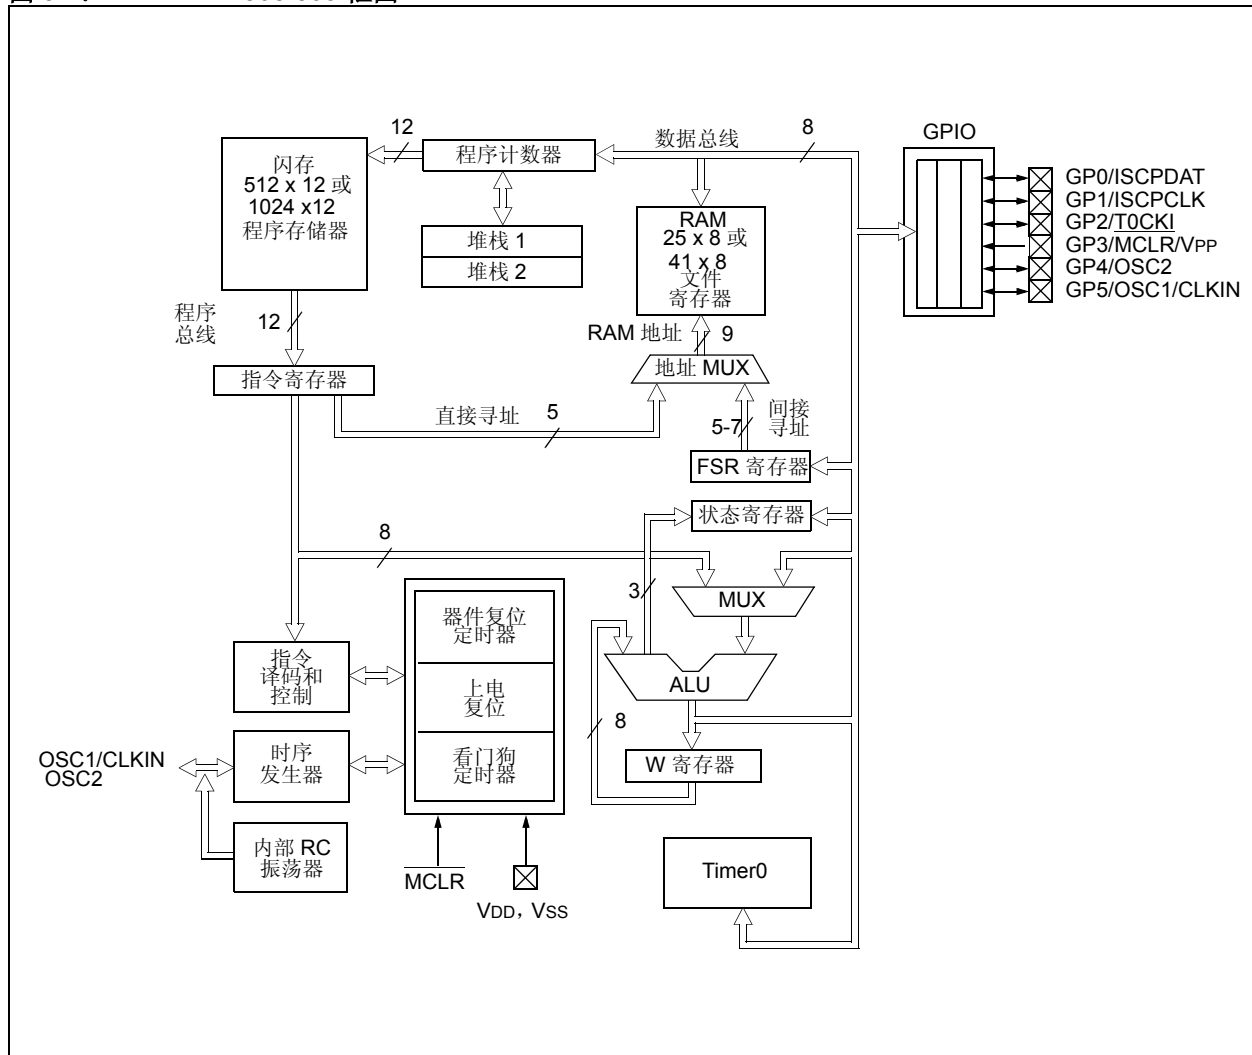 12
数据总线
8
GPIO
闪存
512 x 12 或
1024 x12
程序存储器
程序计数器
堆栈 1
堆栈 2
RAM
25 x 8 或
41 x 8
文件
寄存器
GP0/ISCPDAT
GP1/ISCPCLK
GP2/T0CKI
GP3/MCLR/VPP
GP4/OSC2
GP5/OSC1/CLKIN
程序
总线
12
RAM 地址
9
指令寄存器
地址 MUX
直接寻址
5
5-7
间接
寻址
FSR 寄存器
状态寄存器
8
3
MUX
器件复位
定时器
指令
译码和
控制
上电
复位
ALU
8
OSC1/CLKIN
OSC2
时序
发生器
看门狗
定时器
W 寄存器
内部 RC
振荡器
MCLR
VDD，VSS
Timer0